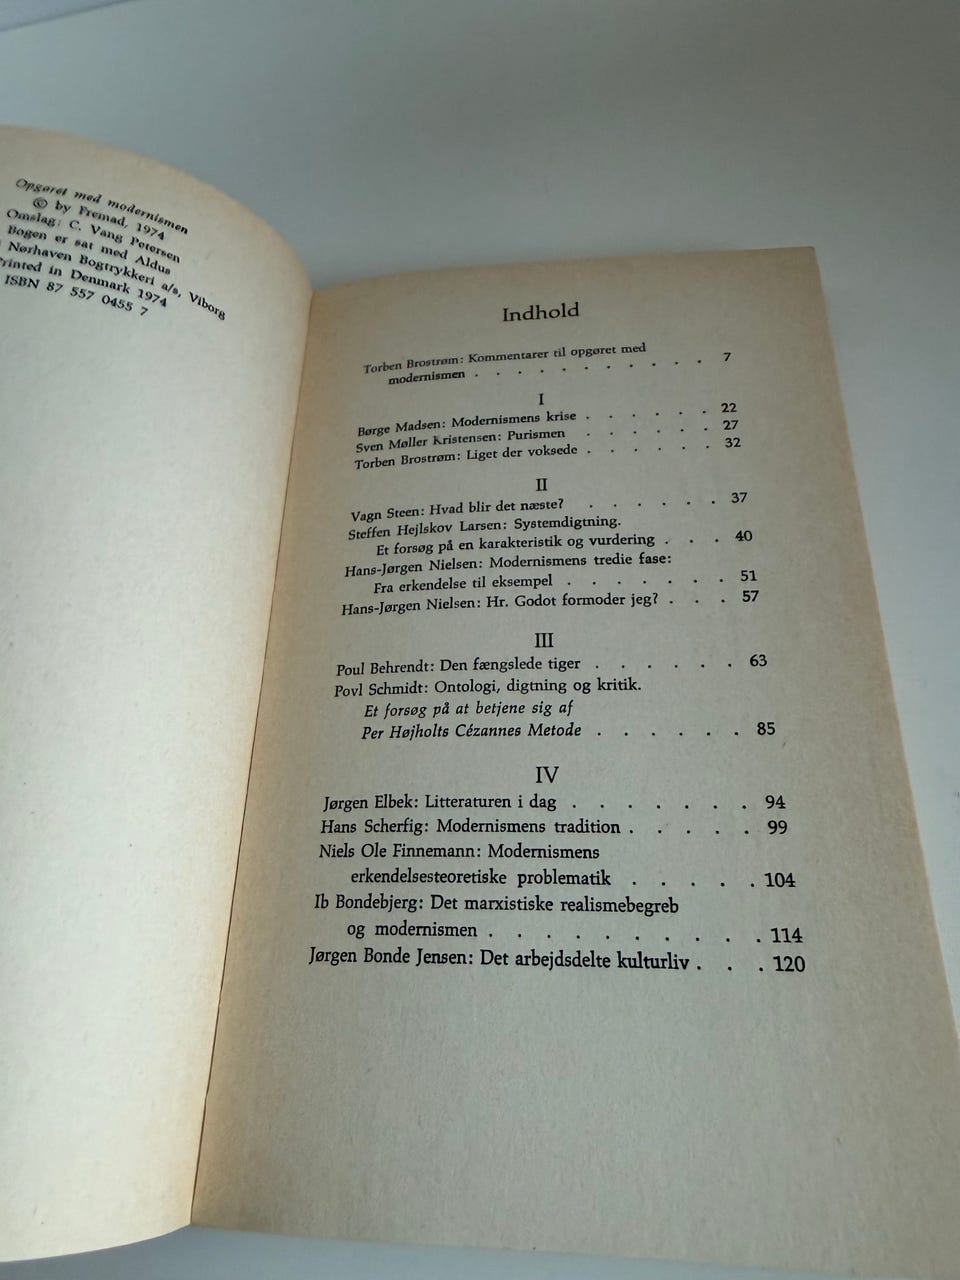 Opgøret med modernismen
© by Fremad, 1974
Omslag: C. Vang Petersen
Bogen er sat med Aldus
Nørhaven Bogtrykkeri a/s, Viborg
Printed in Denmark 1974
ISBN 87 557 0455 7
Indhold
Torben Brostrøm: Kommentarer til opgøret med
modernismen . . . . . . . . . . 7
I
Børge Madsen: Modernismens krise . . . . . . 22
Sven Møller Kristensen: Purismen . . . . . . 27
Torben Brostrøm: Liget der voksede . . . . . . 32
II
Vagn Steen: Hvad blir det næste? . . . . . . 37
Steffen Hejlskov Larsen: Systemdigtning.
Et forsøg på en karakteristik og vurdering . . . 40
Hans-Jørgen Nielsen: Modernismens tredie fase:
Fra erkendelse til eksempel . . . . . . . 51
Hans-Jørgen Nielsen: Hr. Godot formoder jeg? . . . 57
III
Poul Behrendt: Den fængslede tiger . . . . . . 63
Povl Schmidt: Ontologi, digtning og kritik.
Et forsøg på at betjene sig af
Per Højholts Cézannes Metode . . . . . . 85
IV
Jørgen Elbek: Litteraturen i dag . . . . . . . 94
Hans Scherfig: Modernismens tradition . . . . . 99
Niels Ole Finnemann: Modernismens
erkendelsesteoretiske problematik . . . . . 104
Ib Bondebjerg: Det marxistiske realismebegreb
og modernismen . . . . . . . . . . 114
Jørgen Bonde Jensen: Det arbejdsdelte kulturliv . . . 120